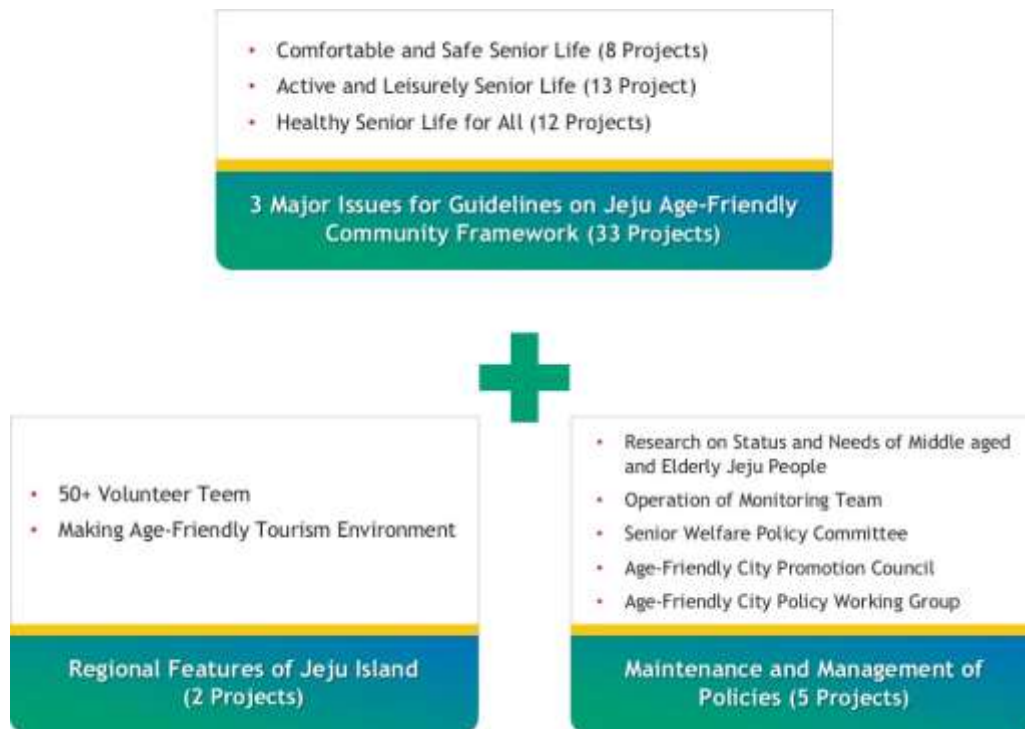 • Comfortable and Safe Senior Life (8 Projects)
• Active and Leisurely Senior Life (13 Project)
• Healthy Senior Life for All (12 Projects)
3 Major Issues for Guidelines on Jeju Age-Friendly
Community Framework (33 Projects)
• 50+ Volunteer Teem
• Making Age-Friendly Tourism Environment
Regional Features of Jeju Island
(2 Projects)
• Research on Status and Needs of Middle aged
and Elderly Jeju People
• Operation of Monitoring Team
• Senior Welfare Policy Committee
• Age-Friendly City Promotion Council
• Age-Friendly City Policy Working Group
Maintenance and Management of
Policies (5 Projects)